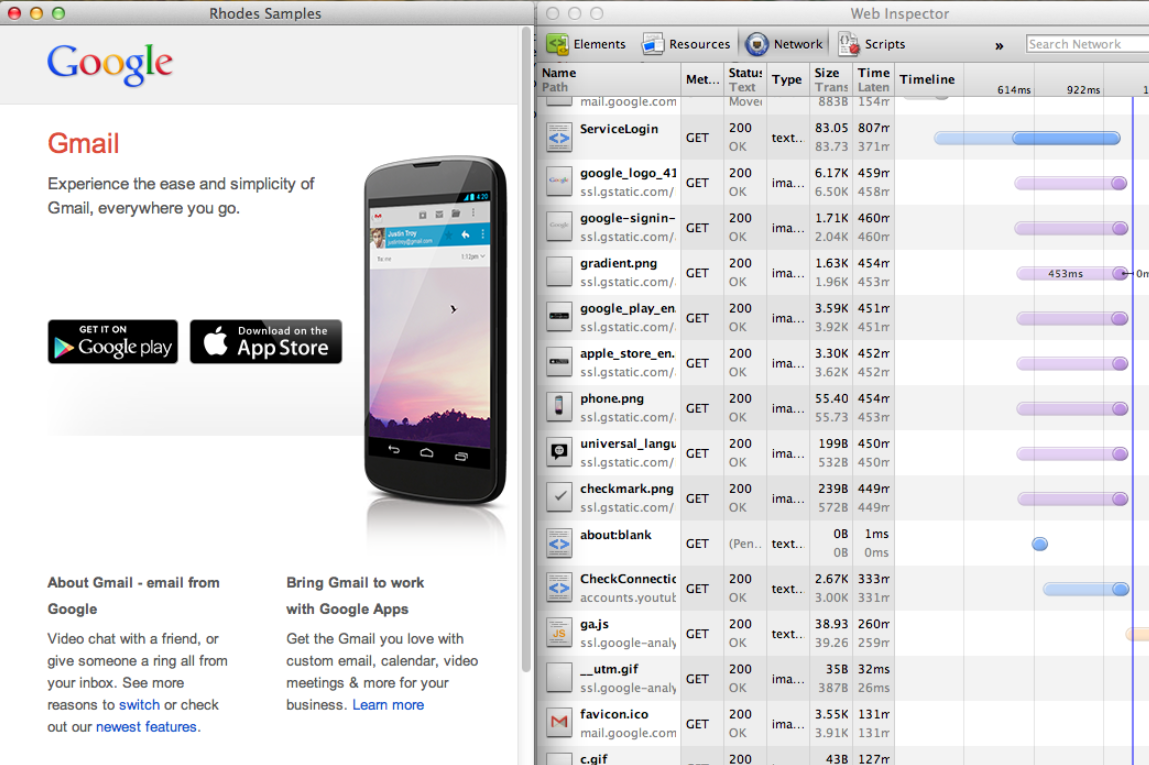 Rhodes Samples
Google
Gmail
Experience the ease and simplicity of
Gmail, everywhere you go.
4:20
Justin Troy
justintroy@gmail.com
To: me
1:12pm
GET IT ON
Google play
Download on the
App Store
About Gmail - email from
Google
Video chat with a friend, or
give someone a ring all from
your inbox. See more
reasons to switch or check
out our newest features.
Bring Gmail to work
with Google Apps
Get the Gmail you love with
custom email, calendar, video
meetings & more for your
business. Learn more
Web Inspector
Elements Resources Network Scripts » Search Network
Name Met... Status Type Size Time Timeline
Path Text Trans Laten 614ms 922ms 1
mail.google.com Moved 883B 154m
ServiceLogin GET 200 text... 83.05 807m
OK 83.73 371m
google_logo_41 GET 200 ima... 6.17K 459m
ssl.gstatic.com/ OK 6.50K 458m
google-signin- GET 200 ima... 1.71K 460m
ssl.gstatic.com/ OK 2.04K 460m
gradient.png GET 200 ima... 1.63K 454m 453ms 0m
ssl.gstatic.com/ OK 1.96K 453m
google_play_en. GET 200 ima... 3.59K 451m
ssl.gstatic.com/ OK 3.92K 451m
apple_store_en. GET 200 ima... 3.30K 452m
ssl.gstatic.com/ OK 3.62K 452m
phone.png GET 200 ima... 55.40 454m
ssl.gstatic.com/ OK 55.73 453m
universal_langu GET 200 ima... 199B 450m
ssl.gstatic.com/ OK 532B 450m
checkmark.png GET 200 ima... 239B 449m
ssl.gstatic.com/ OK 572B 449m
about:blank GET (Pen... text... 0B 1ms
0B 0ms
CheckConnectic GET 200 text... 2.67K 333m
accounts.youtub OK 3.00K 331m
ga.js GET 200 text... 38.93 260m
ssl.google-analy OK 39.26 259m
__utm.gif GET 200 ima... 35B 32ms
ssl.google-analy OK 387B 26ms
favicon.ico GET 200 ima... 3.55K 131m
mail.google.com OK 3.91K 131m
c.gif 200 43B 127m